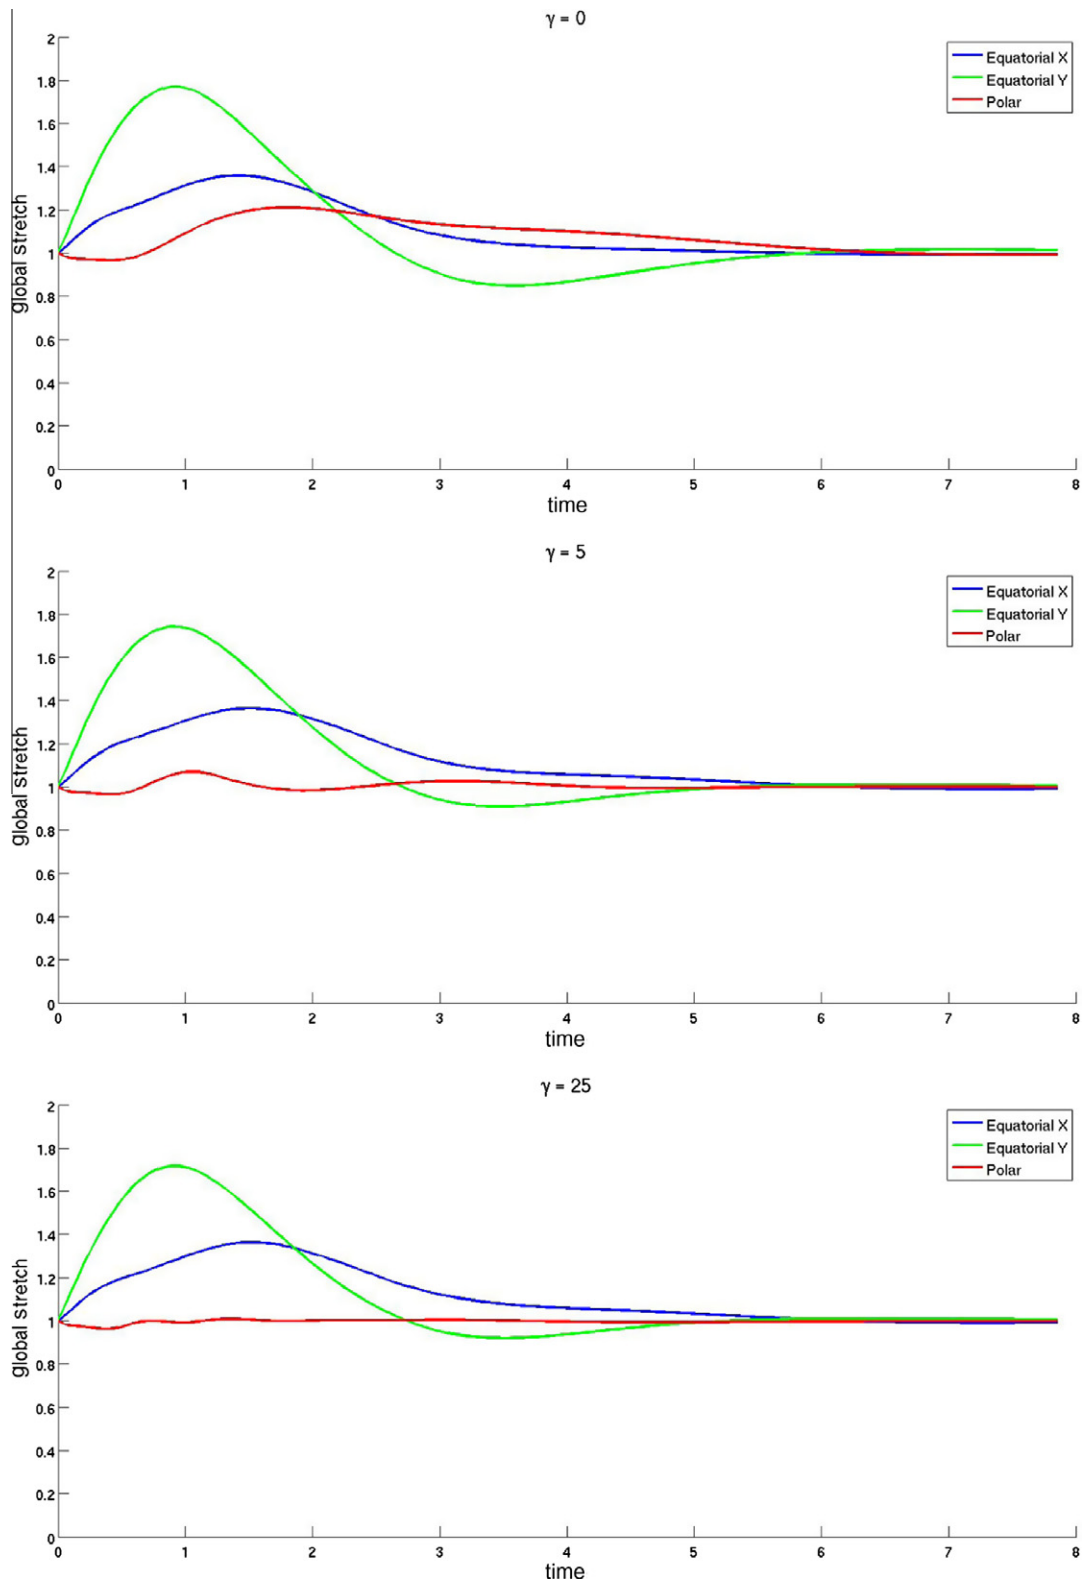 γ = 0
2
1.8
1.6
1.4
1.2
1
0.8
0.6
0.4
0.2
0
global stretch
Equatorial X
Equatorial Y
Polar
0 1 2 3 4 5 6 7 8
time
γ = 5
2
1.8
1.6
1.4
1.2
1
0.8
0.6
0.4
0.2
0
global stretch
Equatorial X
Equatorial Y
Polar
0 1 2 3 4 5 6 7 8
time
γ = 25
2
1.8
1.6
1.4
1.2
1
0.8
0.6
0.4
0.2
0
global stretch
Equatorial X
Equatorial Y
Polar
0 1 2 3 4 5 6 7 8
time